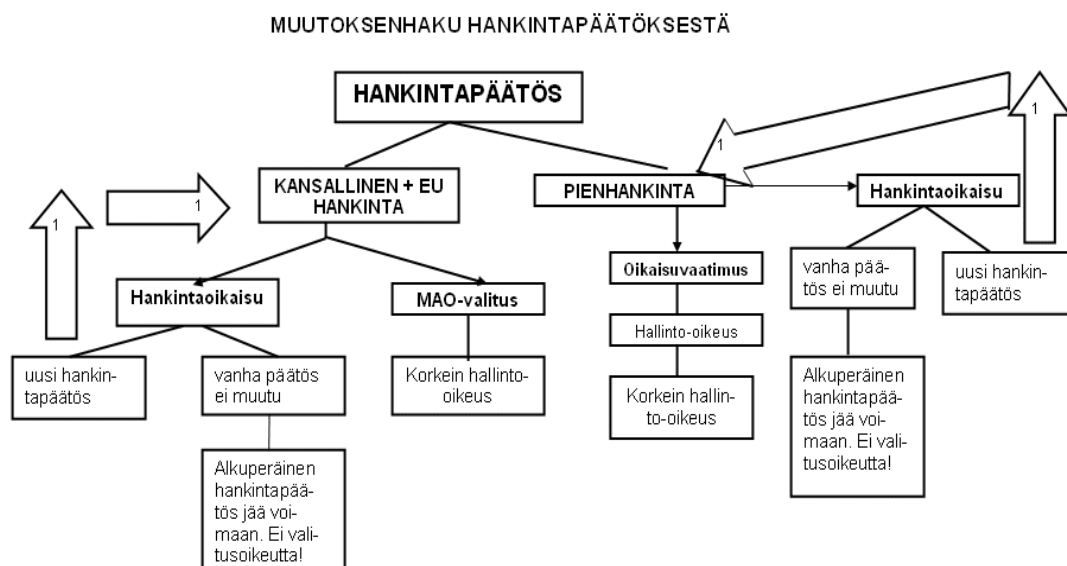 MUUTOKSENHAKU HANKINTAPÄÄTÖKSESTÄ
HANKINTAPÄÄTÖS
1
1
1
1
KANSALLINEN + EU
HANKINTA
PIENHANKINTA
Hankintaoikaisu
Hankintaoikaisu
MAO-valitus
Oikaisuvaatimus
vanha pää-
tös ei muutu
uusi hankin-
tapäätös
Hallinto-oikeus
uusi hankin-
tapäätös
vanha päätös
ei muutu
Korkein hallinto-
oikeus
Korkein hallin-
to-oikeus
Alkuperäinen
hankintapää-
tös jää voi-
maan. Ei vali-
tusoikeutta!
Alkuperäinen
hankintapää-
tös jää voi-
maan. Ei vali-
tusoikeutta!